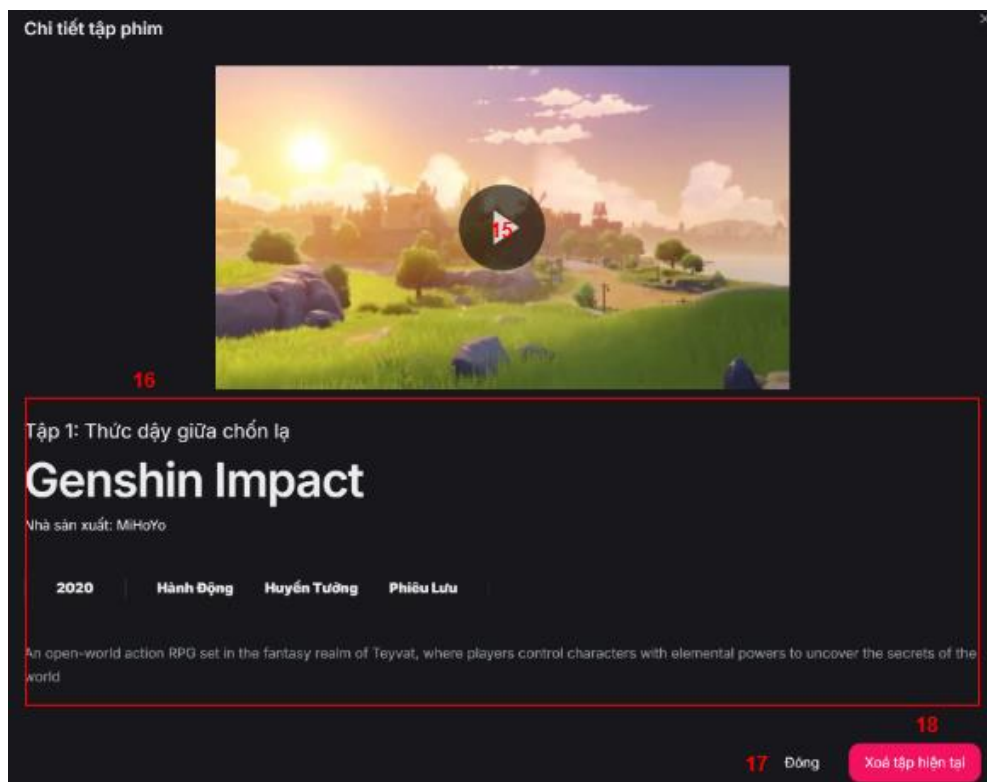 Chi tiết tập phim
15
16
Tập 1: Thức dậy giữa chốn lạ
Genshin Impact
Nhà sản xuất: MiHoYo
2020 Hành Động Huyền Tưởng Phiêu Lưu
An open-world action RPG set in the fantasy realm of Teyvat, where players control characters with elemental powers to uncover the secrets of the
world
18
17 Đóng Xoá tập hiện tại